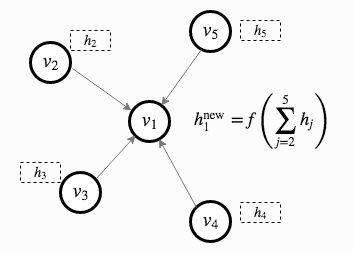 h₂
v₂
v₅
h₅
v₁
h₁ⁿᵉʷ = f(∑ⱼ₌₂⁵ hⱼ)
h₃
v₃
v₄
h₄